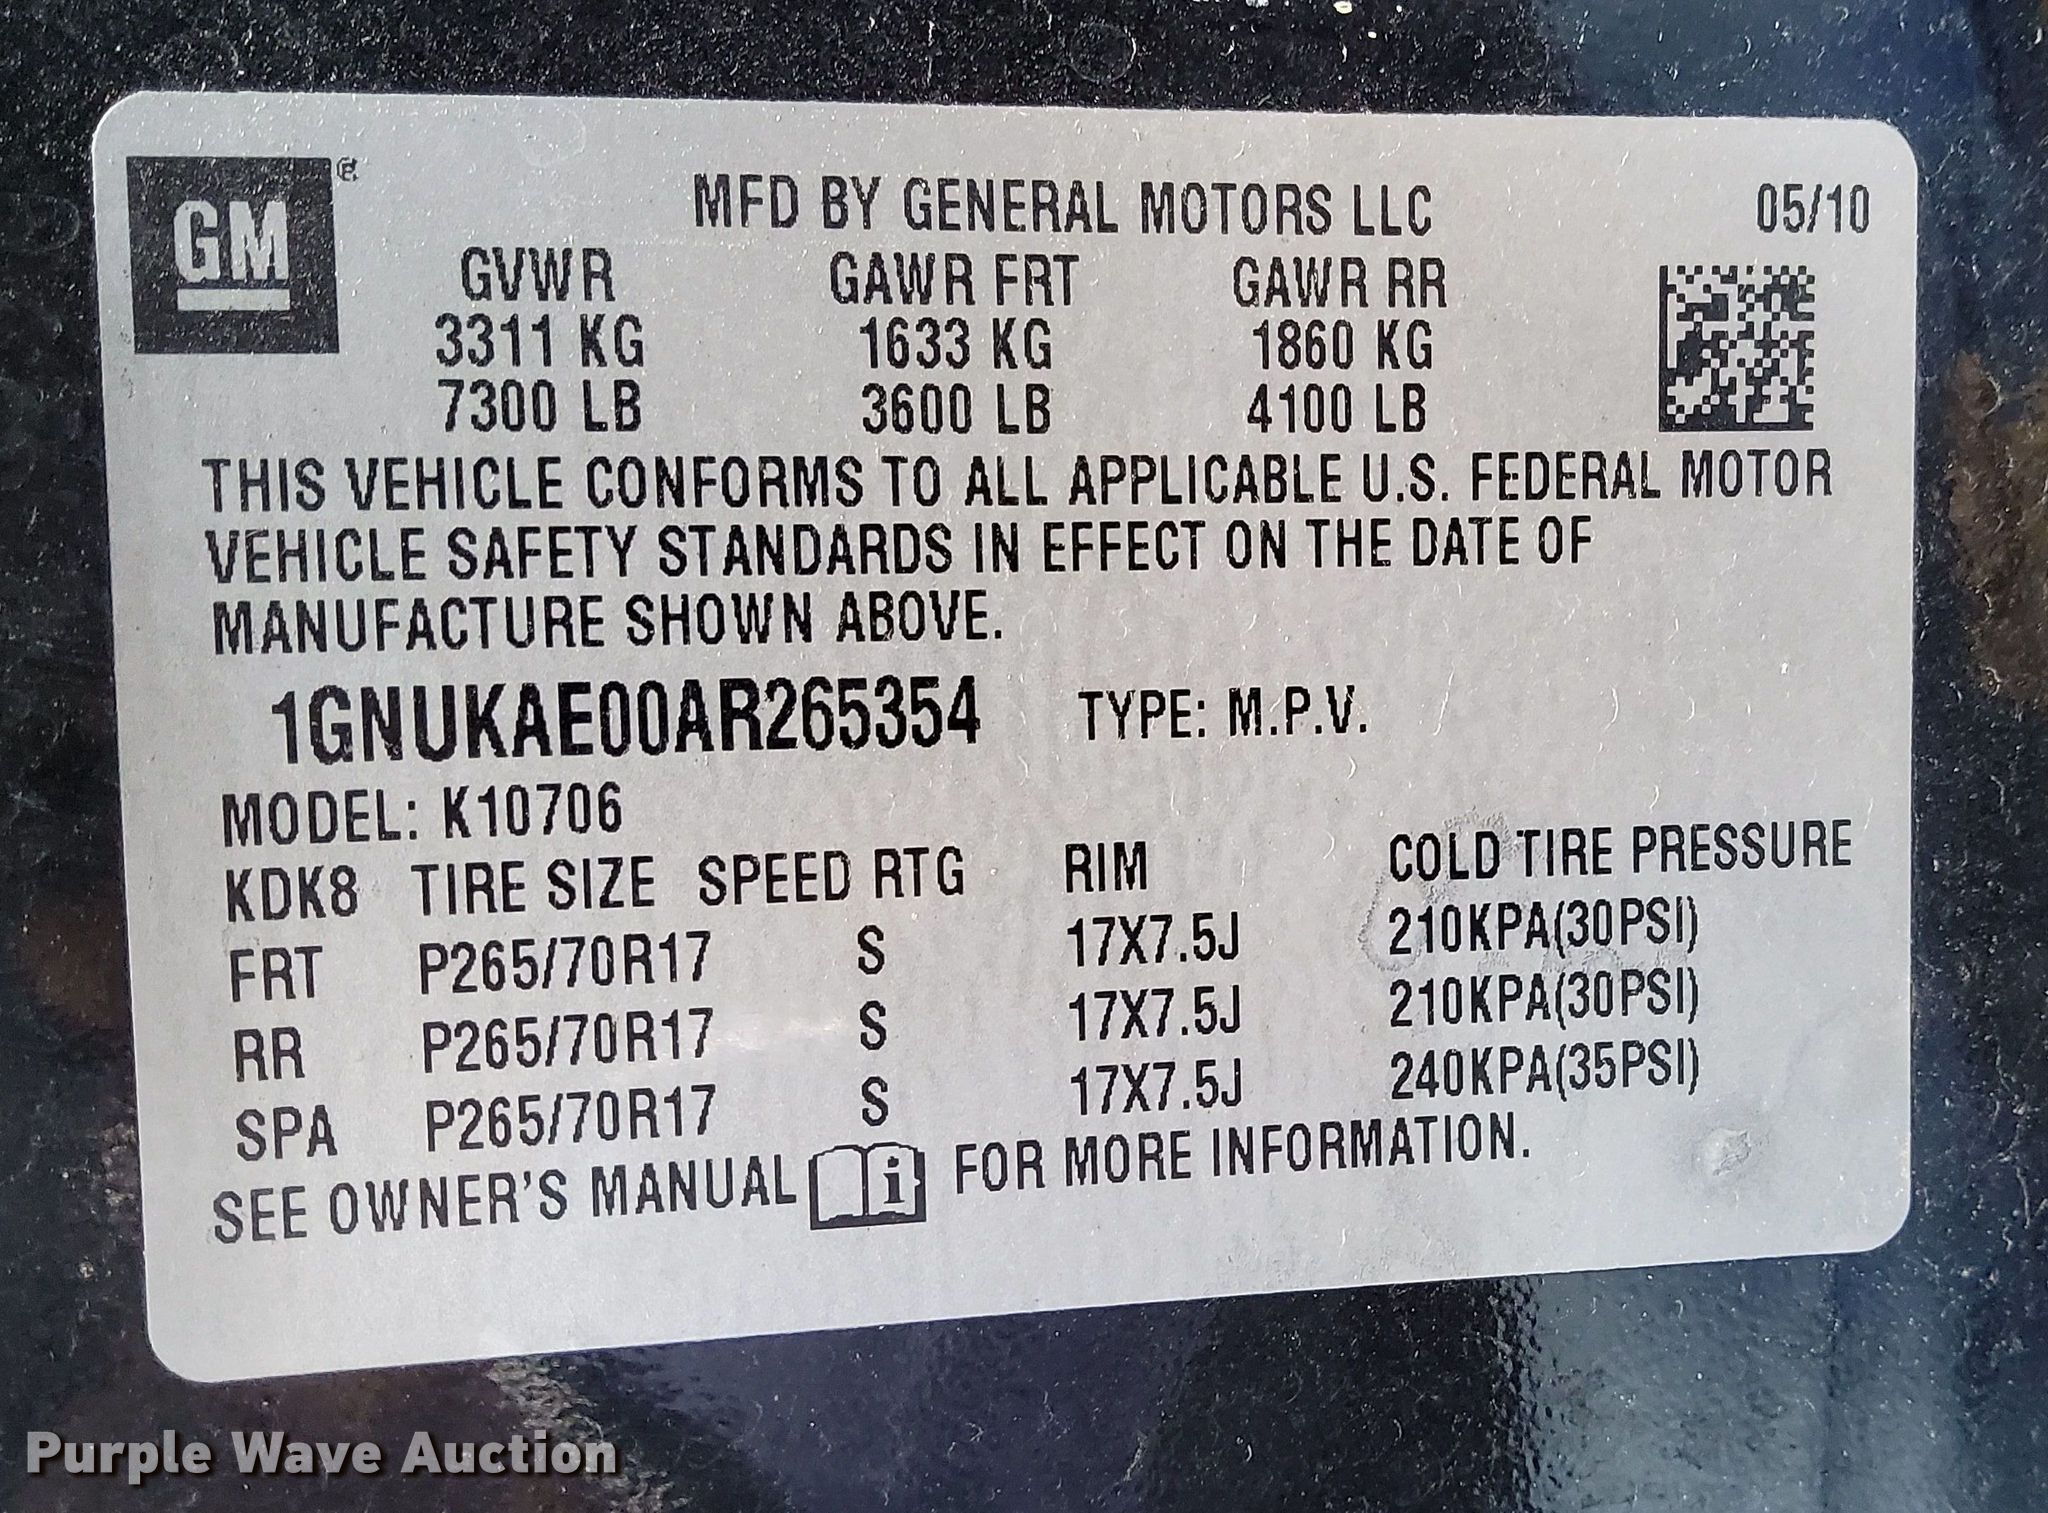 GM®
MFD BY GENERAL MOTORS LLC 05/10
GVWR GAWR FRT GAWR RR
3311 KG 1633 KG 1860 KG
7300 LB 3600 LB 4100 LB
THIS VEHICLE CONFORMS TO ALL APPLICABLE U.S. FEDERAL MOTOR
VEHICLE SAFETY STANDARDS IN EFFECT ON THE DATE OF
MANUFACTURE SHOWN ABOVE.
1GNUKAE00AR265354 TYPE: M.P.V.
MODEL: K10706
KDK8 TIRE SIZE SPEED RTG RIM COLD TIRE PRESSURE
FRT P265/70R17 S 17X7.5J 210KPA(30PSI)
RR P265/70R17 S 17X7.5J 210KPA(30PSI)
SPA P265/70R17 S 17X7.5J 240KPA(35PSI)
SEE OWNER'S MANUAL i FOR MORE INFORMATION.
Purple Wave Auction